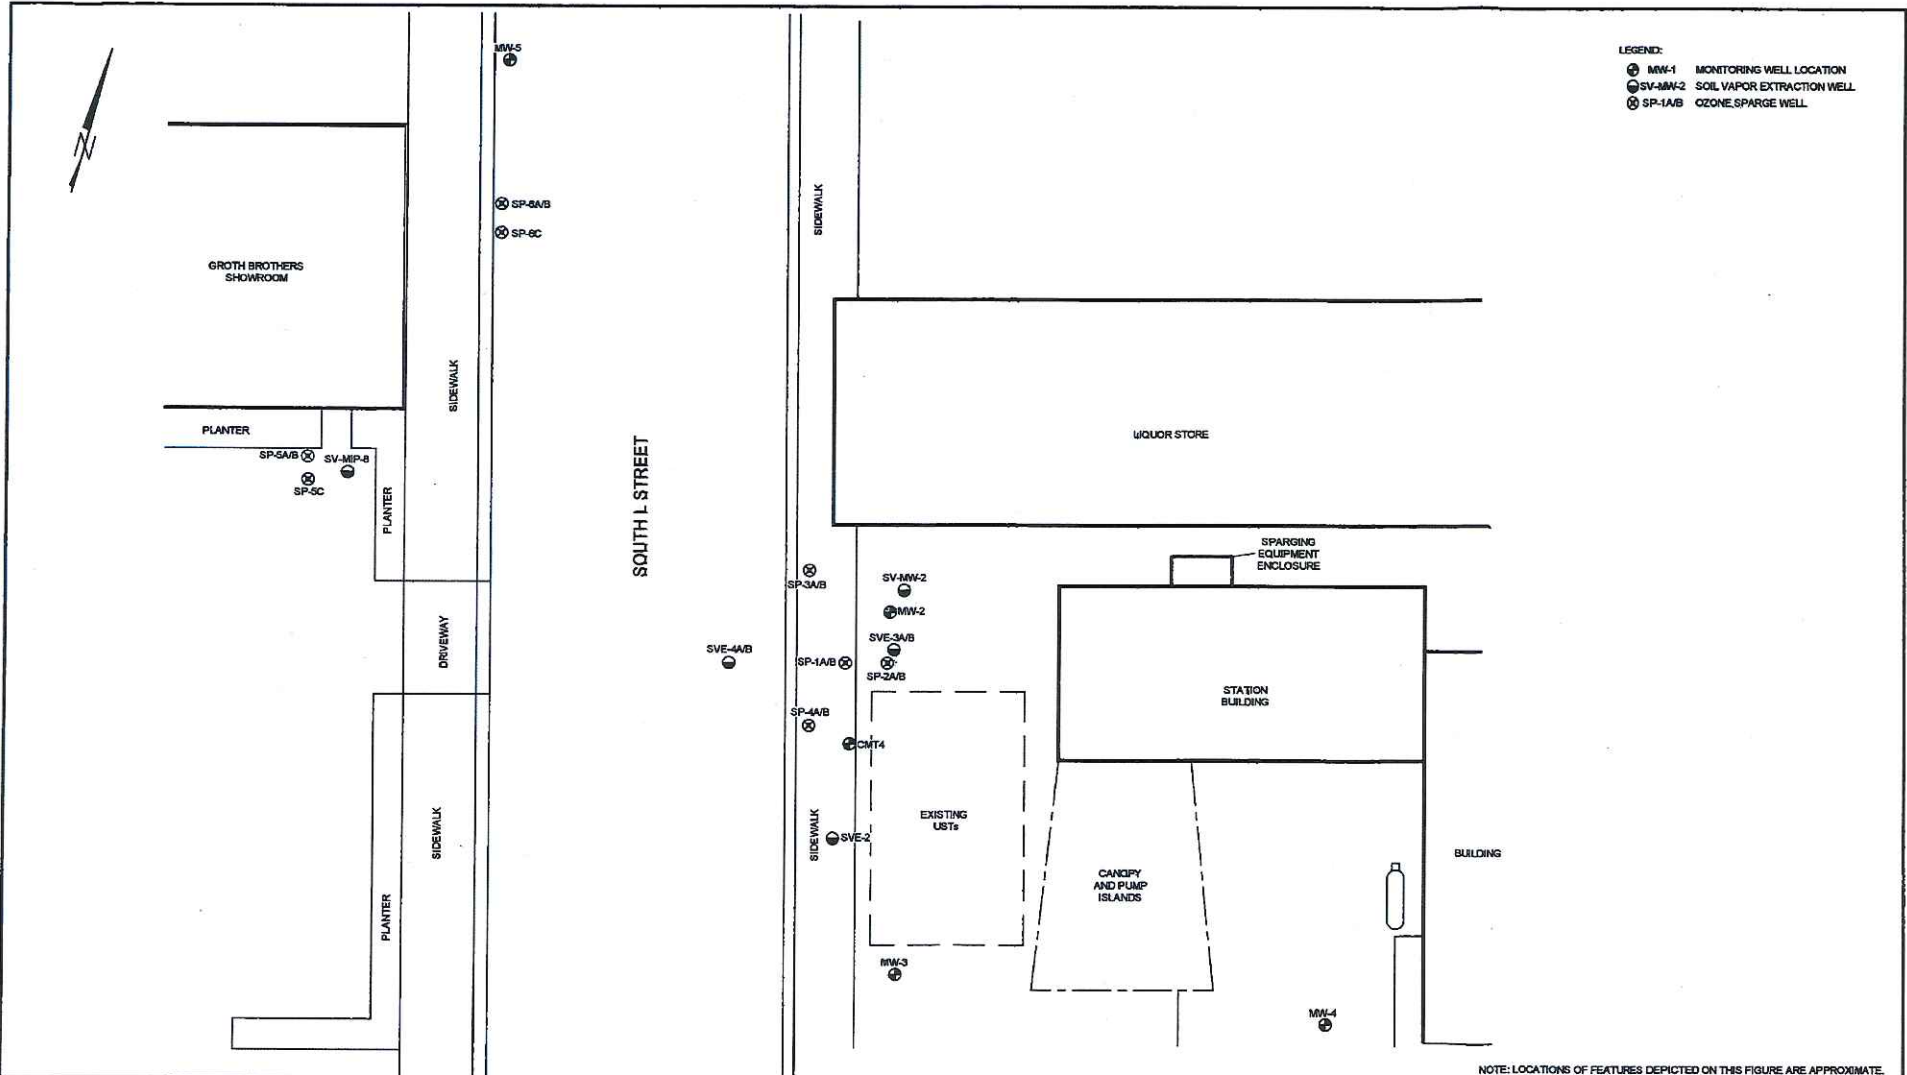 LEGEND:
MW-1 MONITORING WELL LOCATION
SV-MW-2 SOIL VAPOR EXTRACTION WELL
SP-1A/B OZONE SPARGE WELL
N
MW-5
SP-6A/B
SP-6C
SIDEWALK
GROTH BROTHERS
SHOWROOM
SIDEWALK
PLANTER
SP-5A/B
SV-MIP-8
SP-5C
PLANTER
SOUTH L STREET
LIQUOR STORE
SPARGING
EQUIPMENT
ENCLOSURE
SP-3A/B
SV-MW-2
MW-2
SVE-3A/B
SVE-4A/B
SP-1A/B
SP-2A/B
DRIVEWAY
STATION
BUILDING
SP-4A/B
CMT4
EXISTING
USTs
SIDEWALK
SVE-2
SIDEWALK
BUILDING
CANOPY
AND PUMP
ISLANDS
PLANTER
MW-3
MW-4
NOTE: LOCATIONS OF FEATURES DEPICTED ON THIS FIGURE ARE APPROXIMATE.